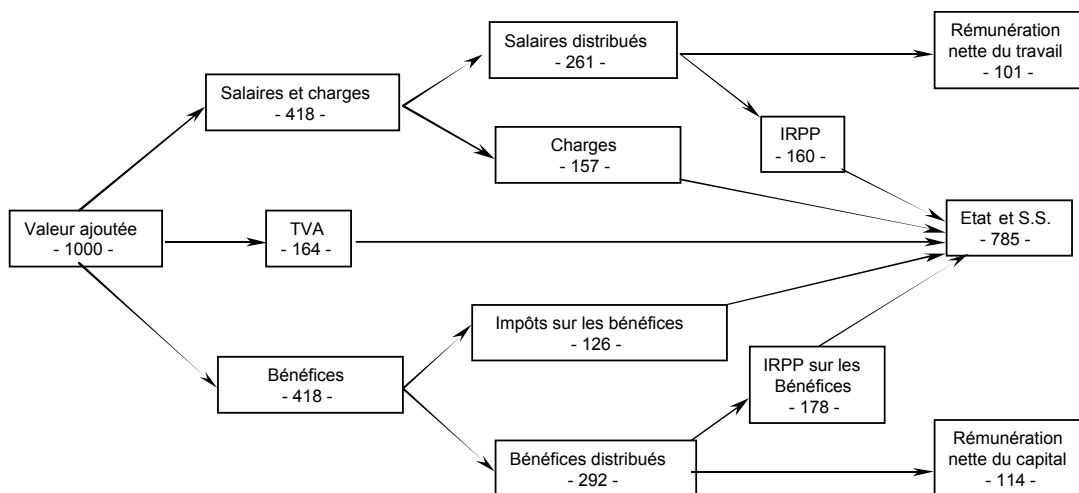 Salaires distribués
- 261 -
Rémunération
nette du travail
- 101 -
Salaires et charges
- 418 -
Charges
- 157 -
IRPP
- 160 -
Valeur ajoutée
- 1000 -
TVA
- 164 -
Etat et S.S.
- 785 -
Impôts sur les bénéfices
- 126 -
Bénéfices
- 418 -
IRPP sur les
Bénéfices
- 178 -
Bénéfices distribués
- 292 -
Rémunération
nette du capital
- 114 -